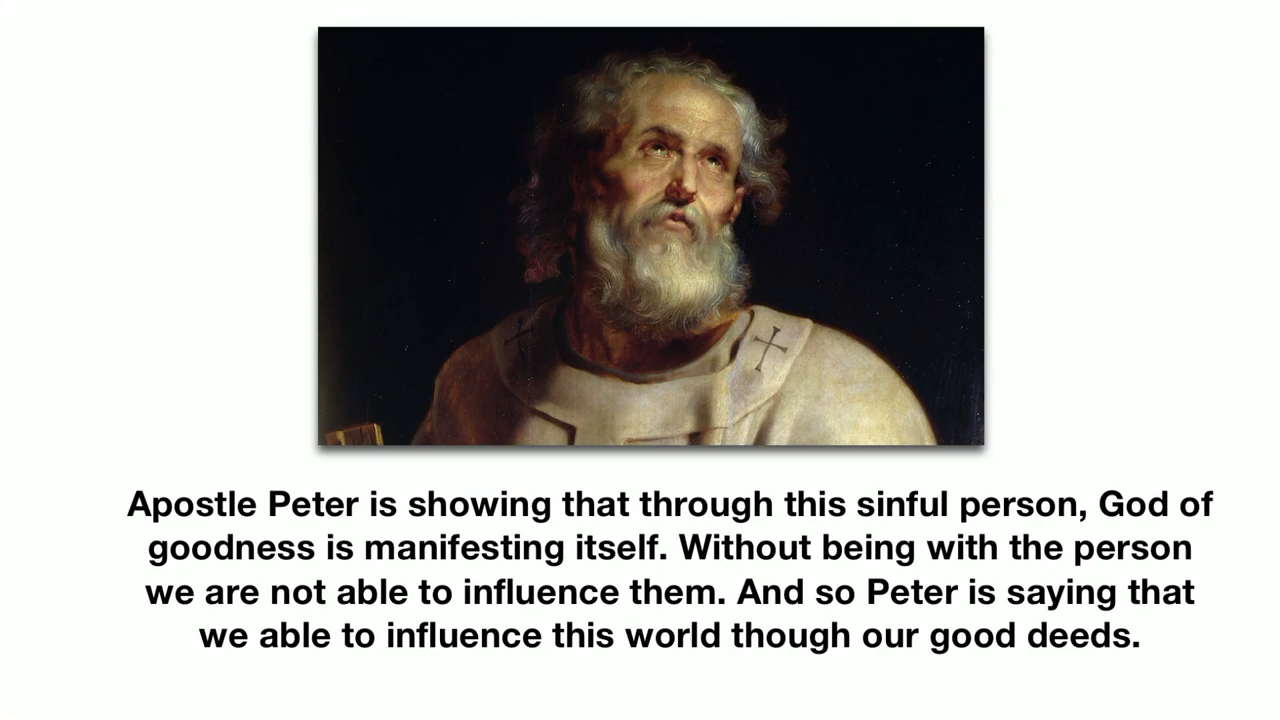 Apostle Peter is showing that through this sinful person, God of
goodness is manifesting itself. Without being with the person
we are not able to influence them. And so Peter is saying that
we able to influence this world though our good deeds.